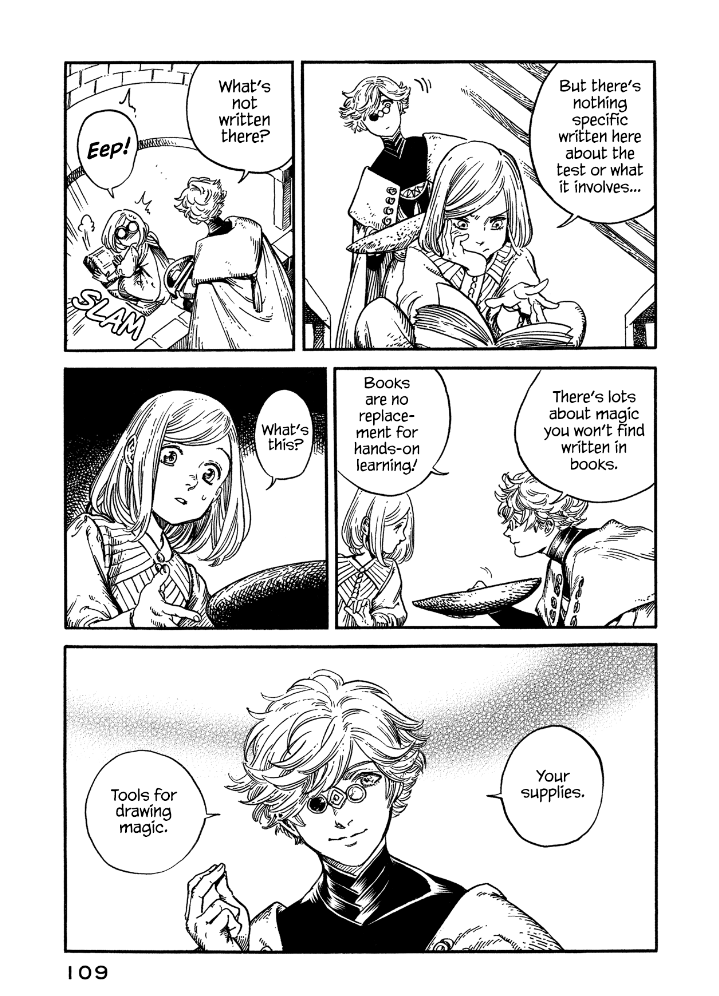 But there's
nothing
specific
written here
about the
test or what
it involves...
What's
not
written
there?
Eep!
SLAM
There's lots
about magic
you won't find
written in
books.
Books
are no
replace-
ment for
hands-on
learning!
What's
this?
Your
supplies.
Tools for
drawing
magic.
109